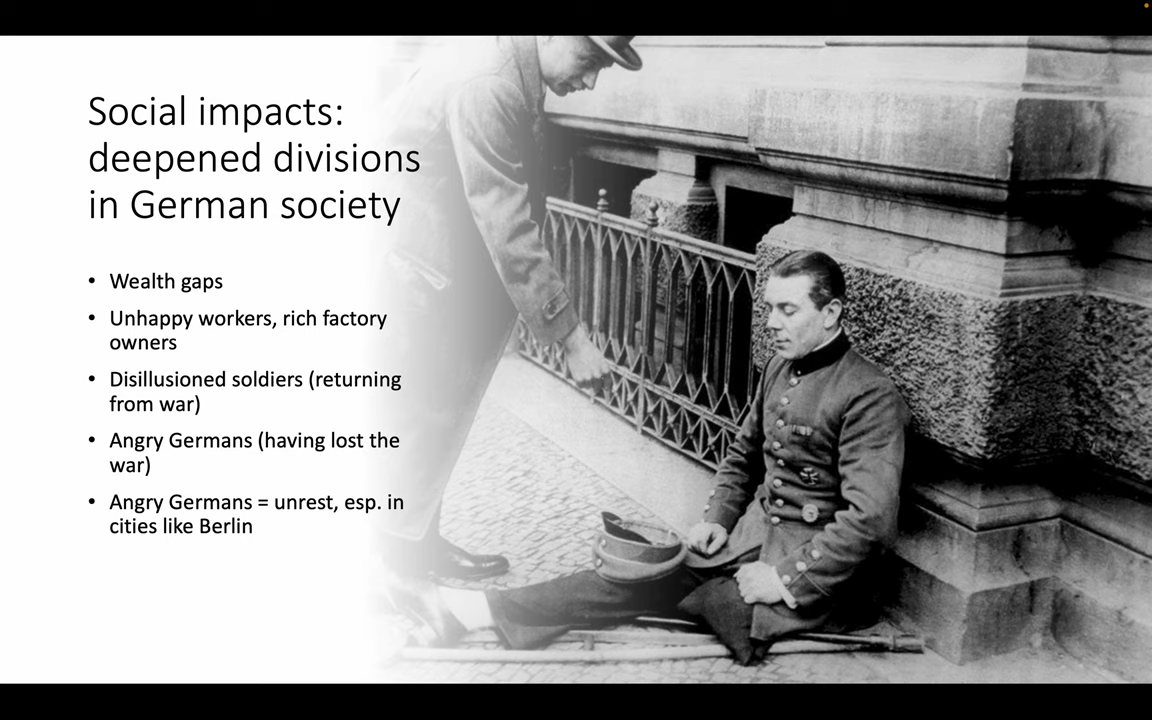 Social impacts:
deepened divisions
in German society
• Wealth gaps
• Unhappy workers, rich factory
owners
• Disillusioned soldiers (returning
from war)
• Angry Germans (having lost the
war)
• Angry Germans = unrest, esp. in
cities like Berlin